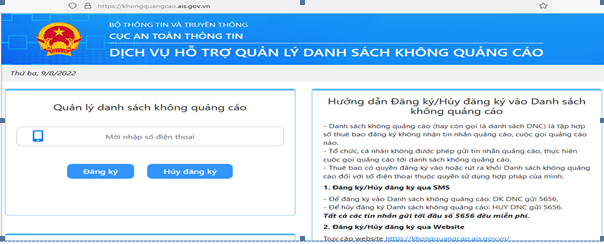 https://khongquangcao.ais.gov.vn
BỘ THÔNG TIN VÀ TRUYỀN THÔNG
CỤC AN TOÀN THÔNG TIN
DỊCH VỤ HỖ TRỢ QUẢN LÝ DANH SÁCH KHÔNG QUẢNG CÁO
Thứ ba, 9/8/2022
Quản lý danh sách không quảng cáo
Mời nhập số điện thoại
Đăng ký
Hủy đăng ký
Hướng dẫn Đăng ký/Hủy đăng ký vào Danh sách
không quảng cáo
- Danh sách không quảng cáo (hay còn gọi là danh sách DNC) là tập hợp
số thuê bao đăng ký không nhận tin nhắn quảng cáo, cuộc gọi quảng cáo
nào.
- Tổ chức, cá nhân không được phép gửi tin nhắn quảng cáo, thực hiện
cuộc gọi quảng cáo tới danh sách không quảng cáo.
- Thuê bao có quyền đăng ký vào hoặc rút ra khỏi Danh sách không quảng
cáo đối với số điện thoại thuộc quyền sử dụng hợp pháp của mình.
1. Đăng ký/Hủy đăng ký qua SMS
- Để đăng ký vào Danh sách không quảng cáo: DK DNC gửi 5656.
- Để hủy đăng ký Danh sách không quảng cáo: HUY DNC gửi 5656.
Tất cả các tin nhắn gửi tới đầu số 5656 đều miễn phí.
2. Đăng ký/Hủy đăng ký qua Website
Truy cập website https://khongquangcao.ais.gov.vn/